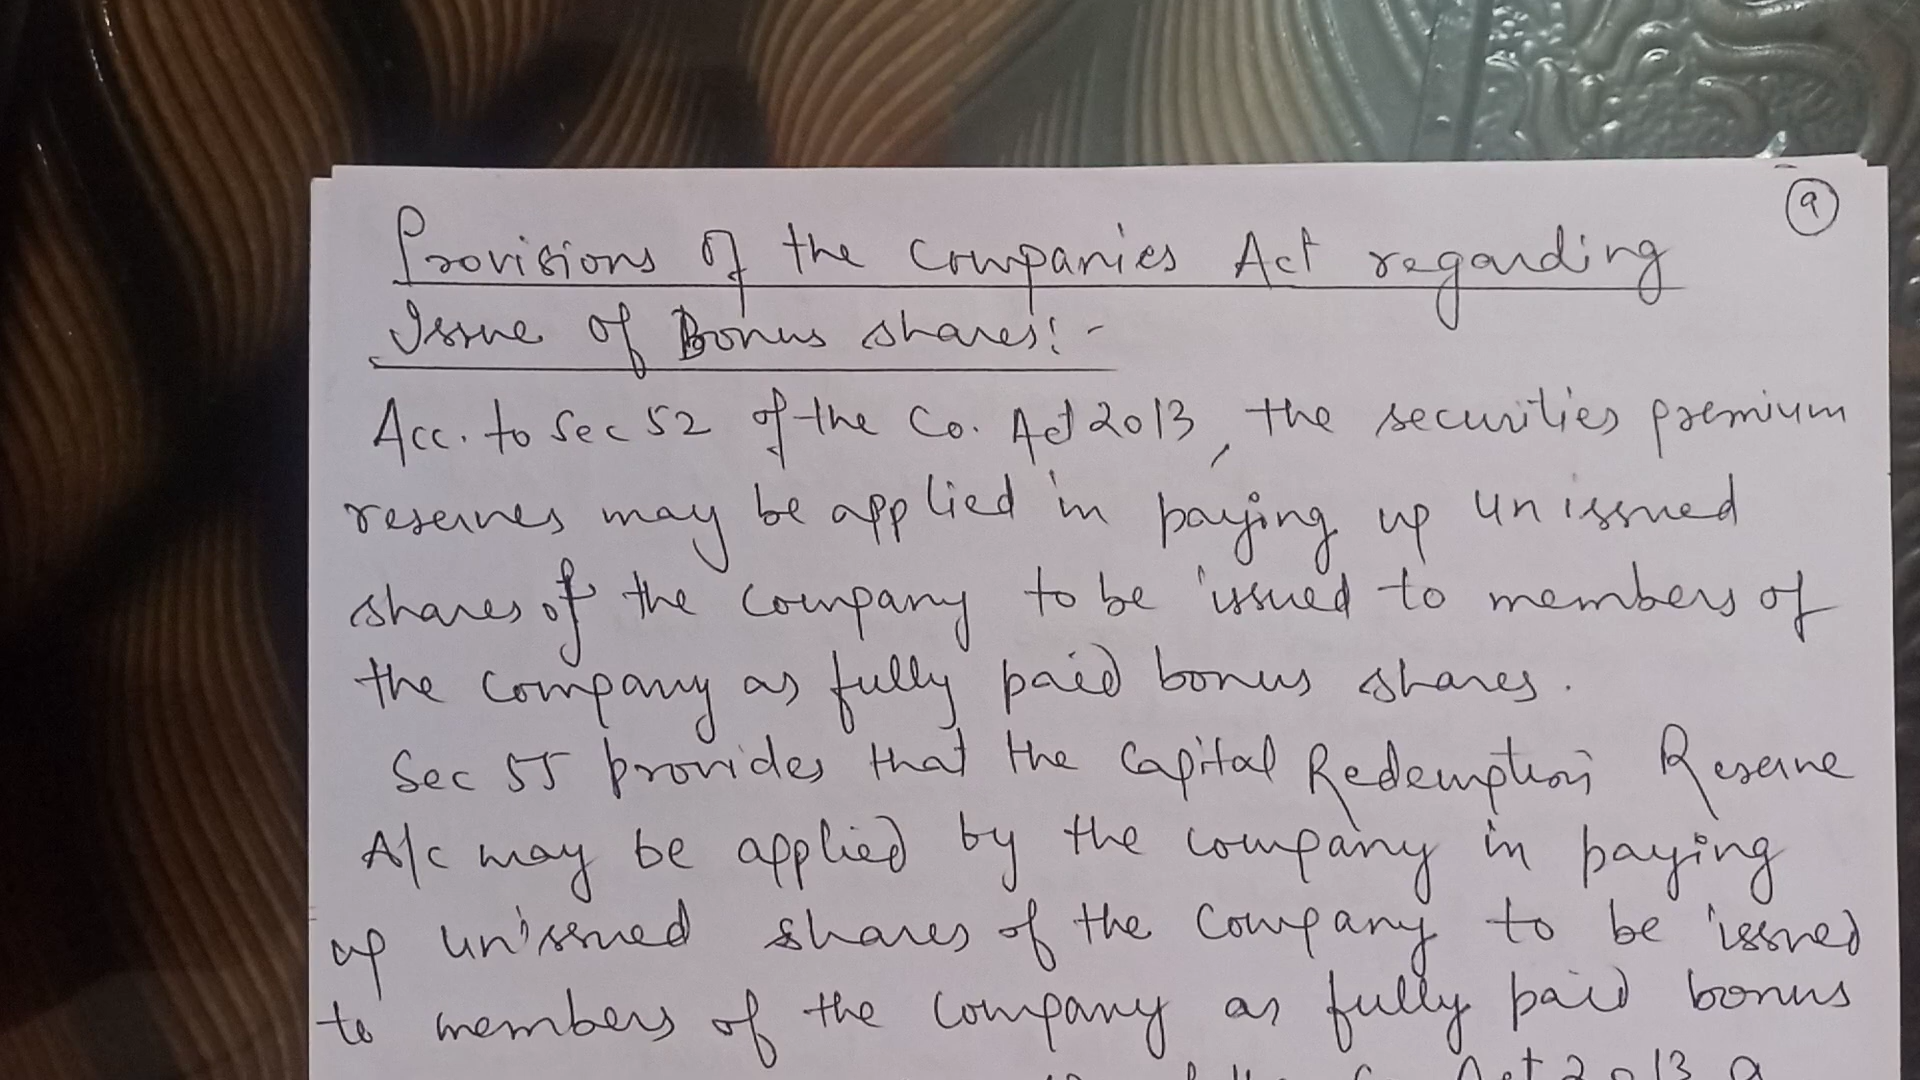 9
Provisions of the Companies Act regarding
Issue of Bonus shares:-
Acc. to Sec 52 of the Co. Act 2013, the securities premium
reserves may be applied in paying up unissued
shares of the company to be issued to members of
the company as fully paid bonus shares.
Sec 55 provides that the Capital Redemption Reserve
A/c may be applied by the company in paying
up unissued shares of the company to be issued
to members of the company as fully paid bonus
Act 2013 a